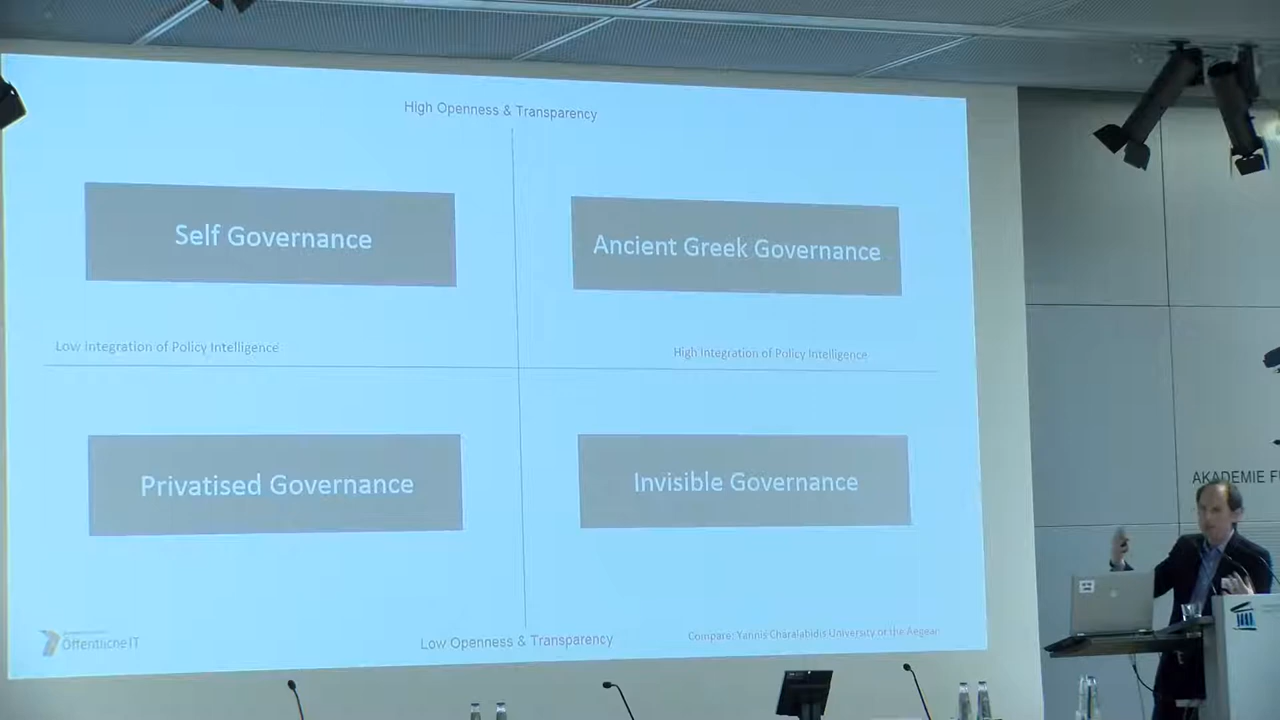 High Openness & Transparency
Self Governance
Ancient Greek Governance
Low Integration of Policy Intelligence
High Integration of Policy Intelligence
Privatised Governance
Invisible Governance
AKADEMIE
Öffentliche IT
Low Openness & Transparency
Compare: Yannis Charalabidis University of the Aegean